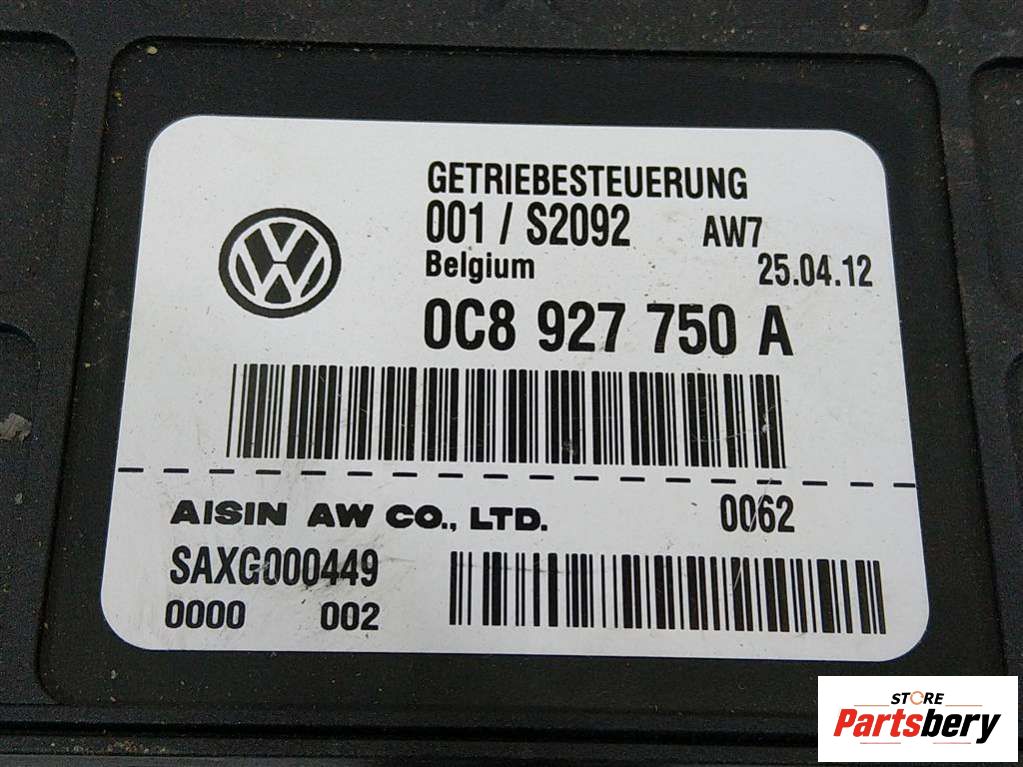 GETRIEBESTEUERUNG
001 / S2092 AW7
Belgium 25.04.12
0C8 927 750 A
AISIN AW CO., LTD. 0062
SAXG000449
0000 002
STORE
Partsbery